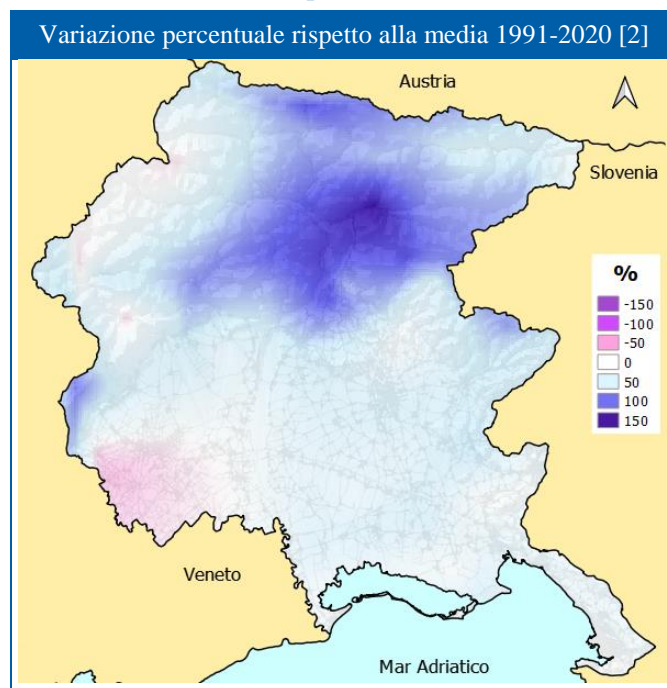 Variazione percentuale rispetto alla media 1991-2020 [2]
Austria
Slovenia
%
-150
-100
-50
0
50
100
150
Veneto
Mar Adriatico